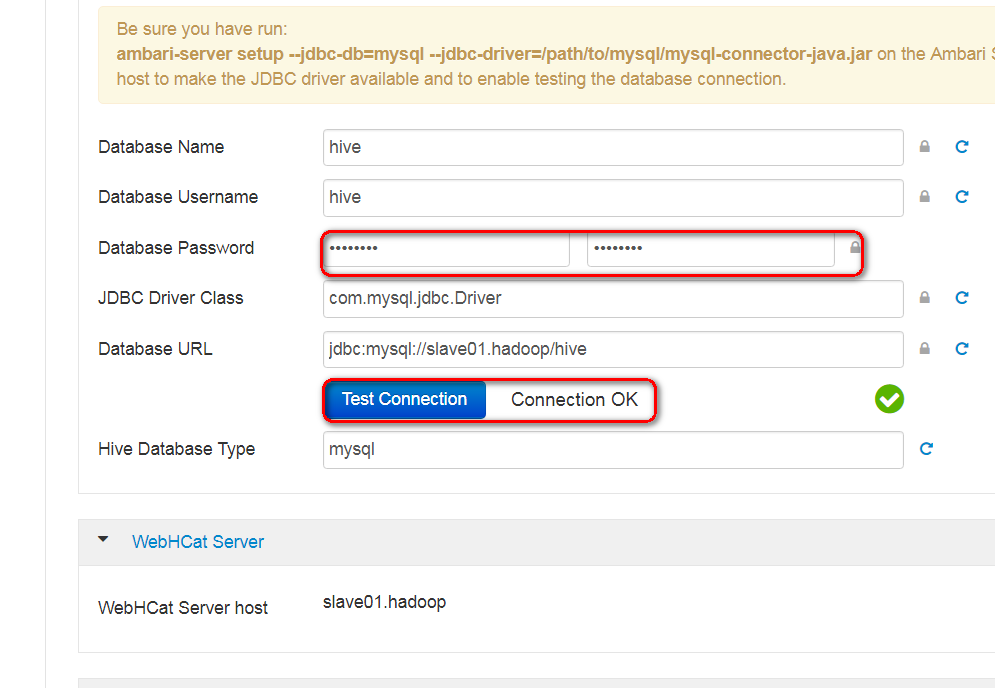 Be sure you have run:
ambari-server setup --jdbc-db=mysql --jdbc-driver=/path/to/mysql/mysql-connector-java.jar on the Ambari
host to make the JDBC driver available and to enable testing the database connection.
Database Name hive
Database Username hive
Database Password •••••••• ••••••••
JDBC Driver Class com.mysql.jdbc.Driver
Database URL jdbc:mysql://slave01.hadoop/hive
Test Connection Connection OK
Hive Database Type mysql
WebHCat Server
WebHCat Server host slave01.hadoop